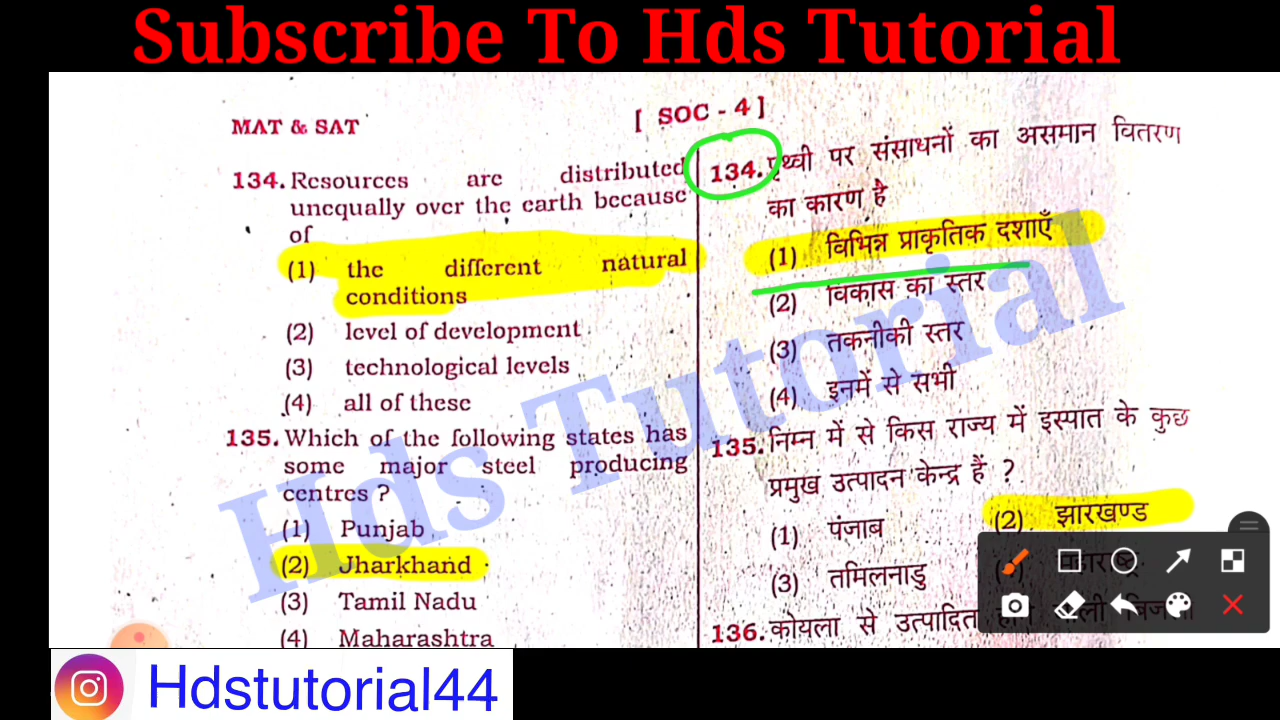 Subscribe To Hds Tutorial
MAT & SAT
[ SOC - 4 ]
134. Resources are distributed
unequally over the earth because
of
(1) the different natural
conditions
(2) level of development
(3) technological levels
(4) all of these
135. Which of the following states has
some major steel producing
centres ?
(1) Punjab
(2) Jharkhand
(3) Tamil Nadu
(4) Maharashtra
134. पृथ्वी पर संसाधनों का असमान वितरण
का कारण है
(1) विभिन्न प्राकृतिक दशाएँ
(2) विकास का स्तर
(3) तकनीकी स्तर
(4) इनमें से सभी
135. निम्न में से किस राज्य में इस्पात के कुछ
प्रमुख उत्पादन केन्द्र हैं ?
(1) पंजाब
(2) झारखण्ड
(3) तमिलनाडु
136. कोयला से उत्पादित
Hds Tutorial
Hdstutorial44